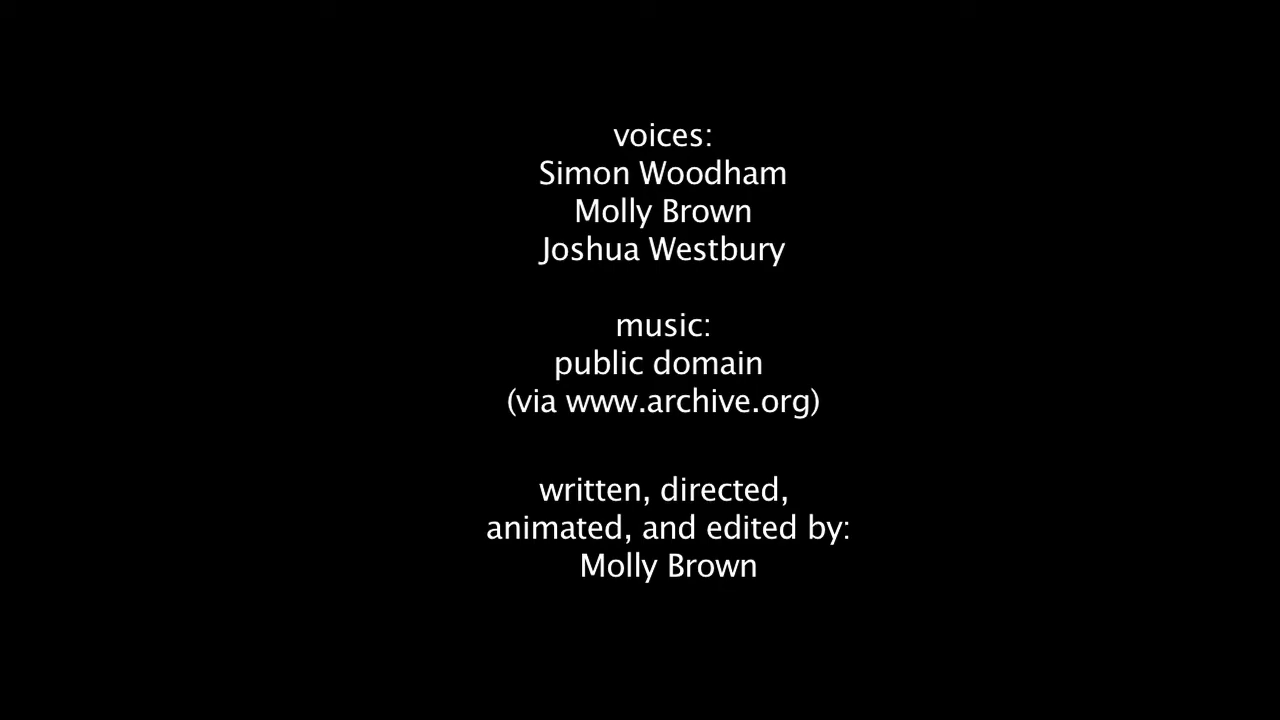 voices:
Simon Woodham
Molly Brown
Joshua Westbury
music:
public domain
(via www.archive.org)
written, directed,
animated, and edited by:
Molly Brown